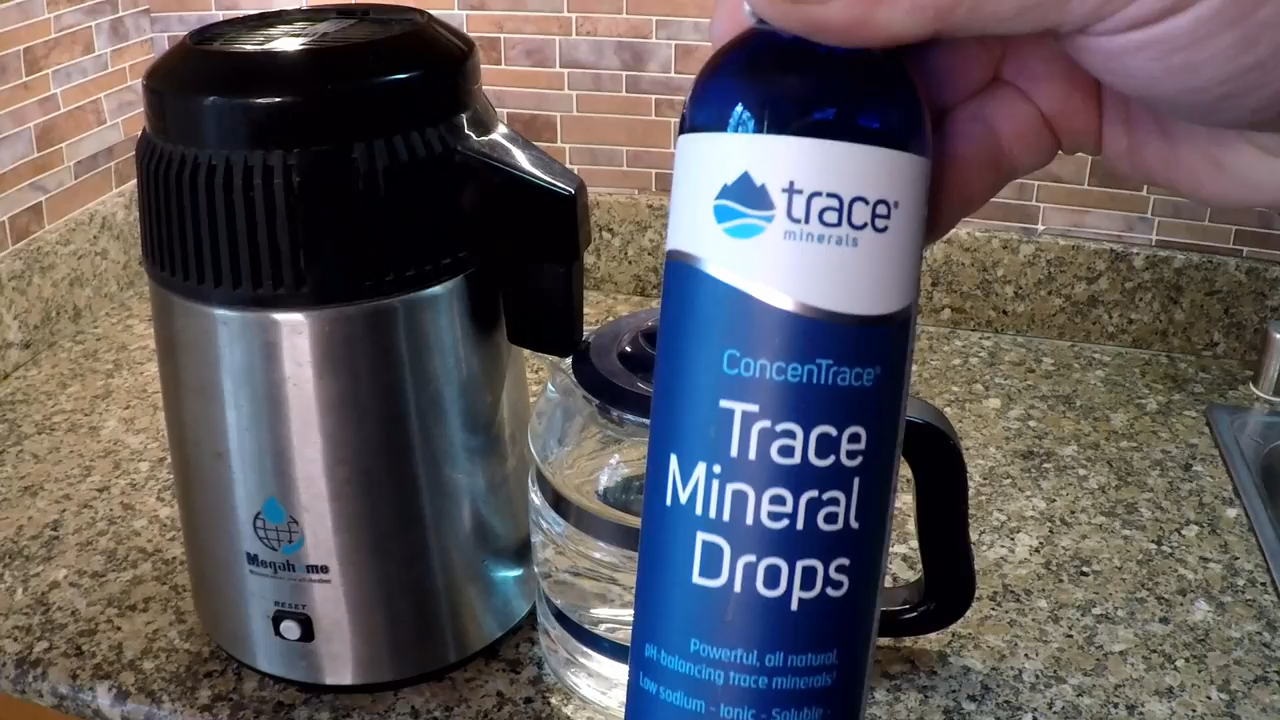 trace®
minerals
ConcenTrace®
Trace
Mineral
Drops
Powerful, all natural,
pH-balancing trace minerals†
Low sodium - Ionic - Soluble -
Megahome
RESET